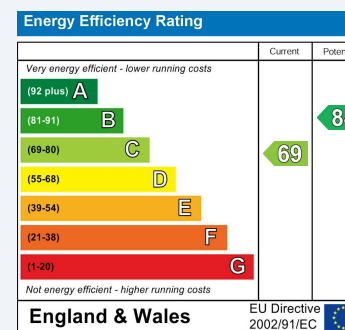 Energy Efficiency Rating
Current
Very energy efficient - lower running costs
(92 plus) A
(81-91) B
(69-80) C
69
(55-68) D
(39-54) E
(21-38) F
(1-20) G
Not energy efficient - higher running costs
England & Wales
EU Directive
2002/91/EC